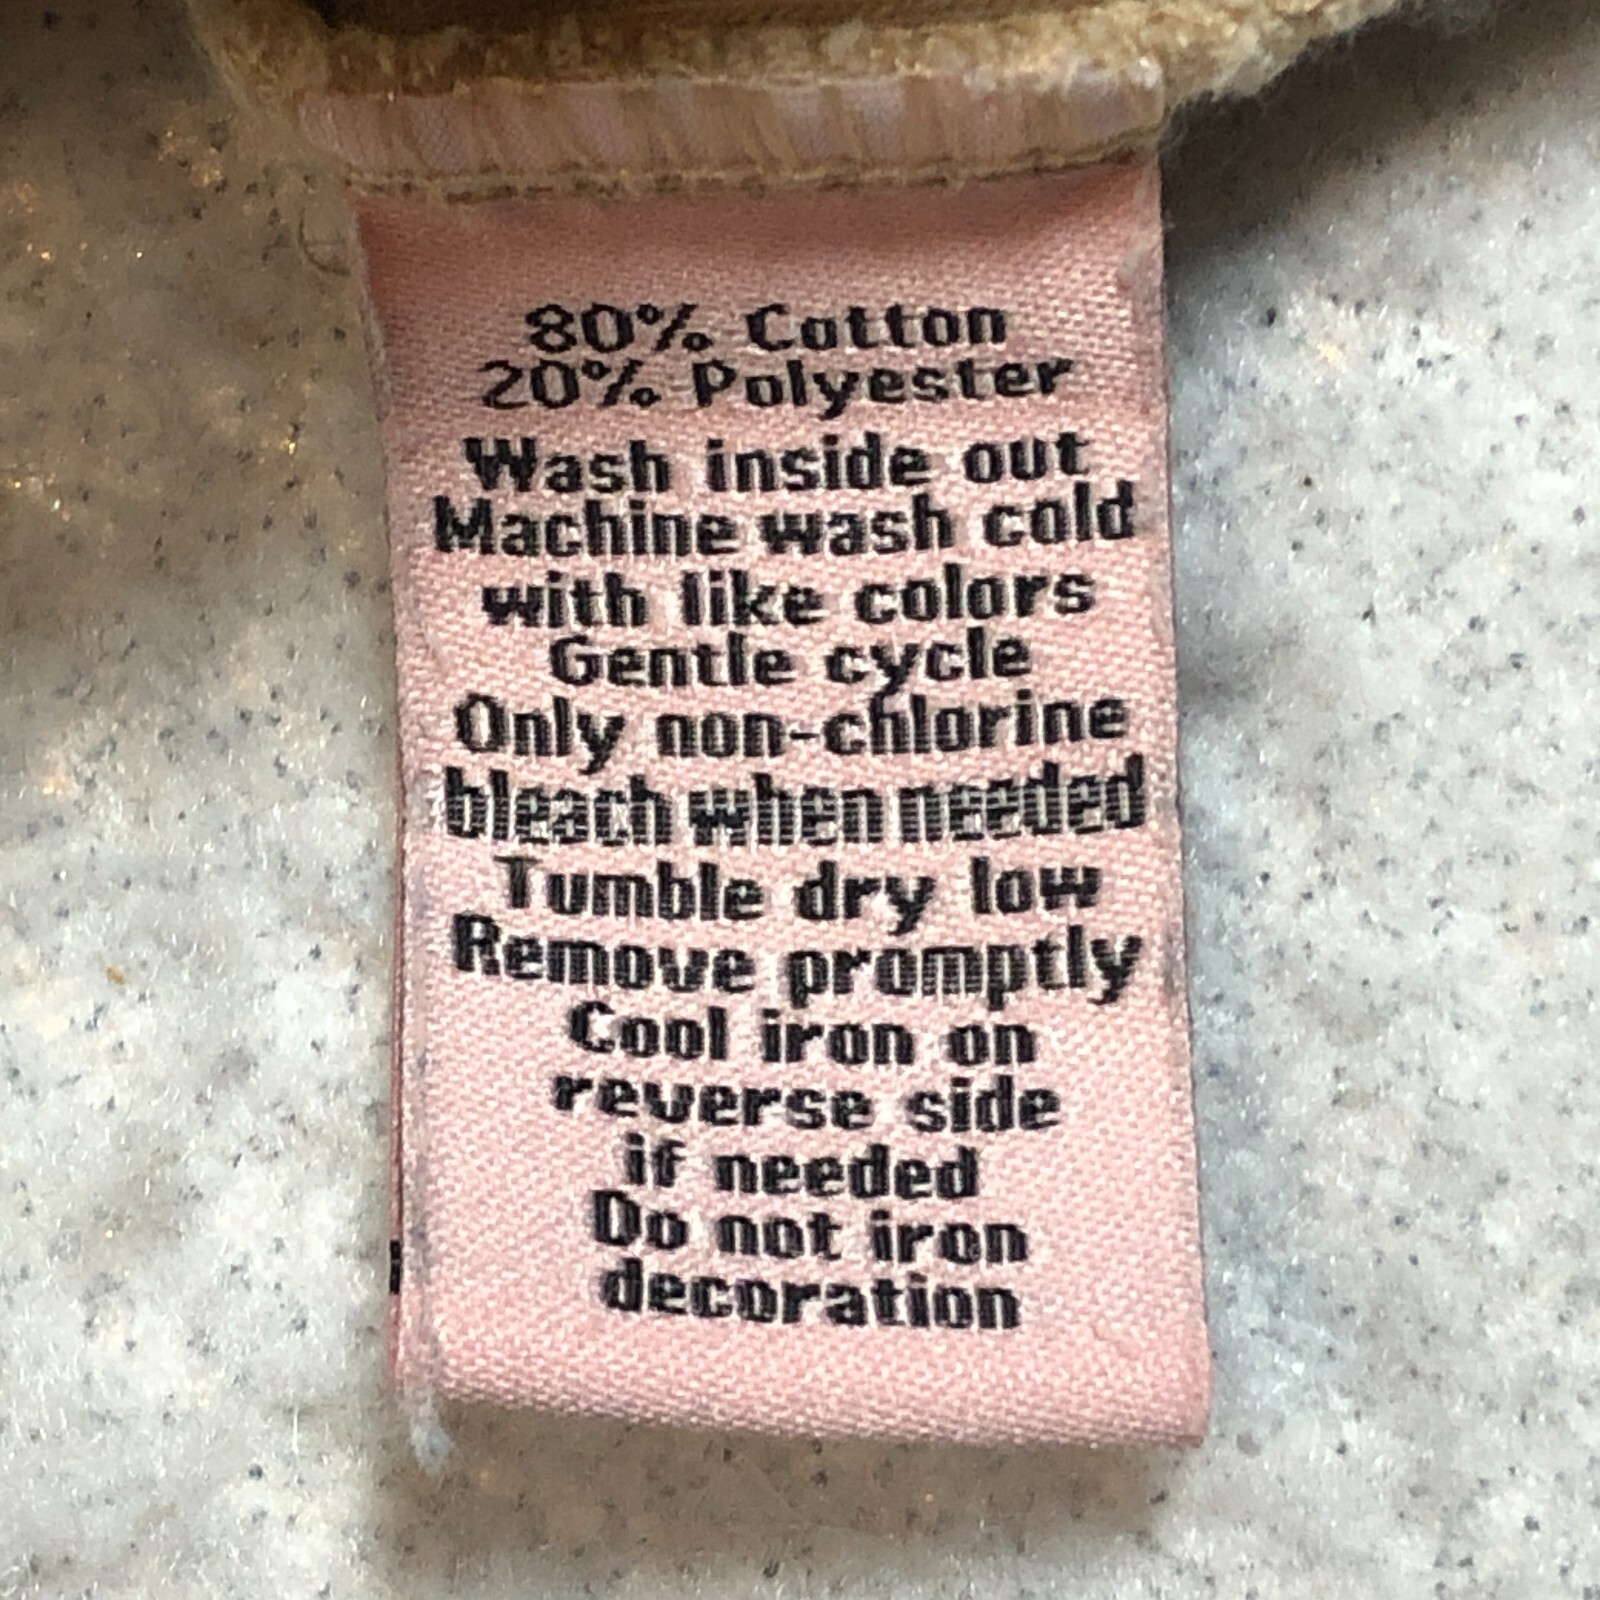 80% Cotton
20% Polyester
Wash inside out
Machine wash cold
with like colors
Gentle cycle
Only non-chlorine
bleach when needed
Tumble dry low
Remove promptly
Cool iron on
reverse side
if needed
Do not iron
decoration